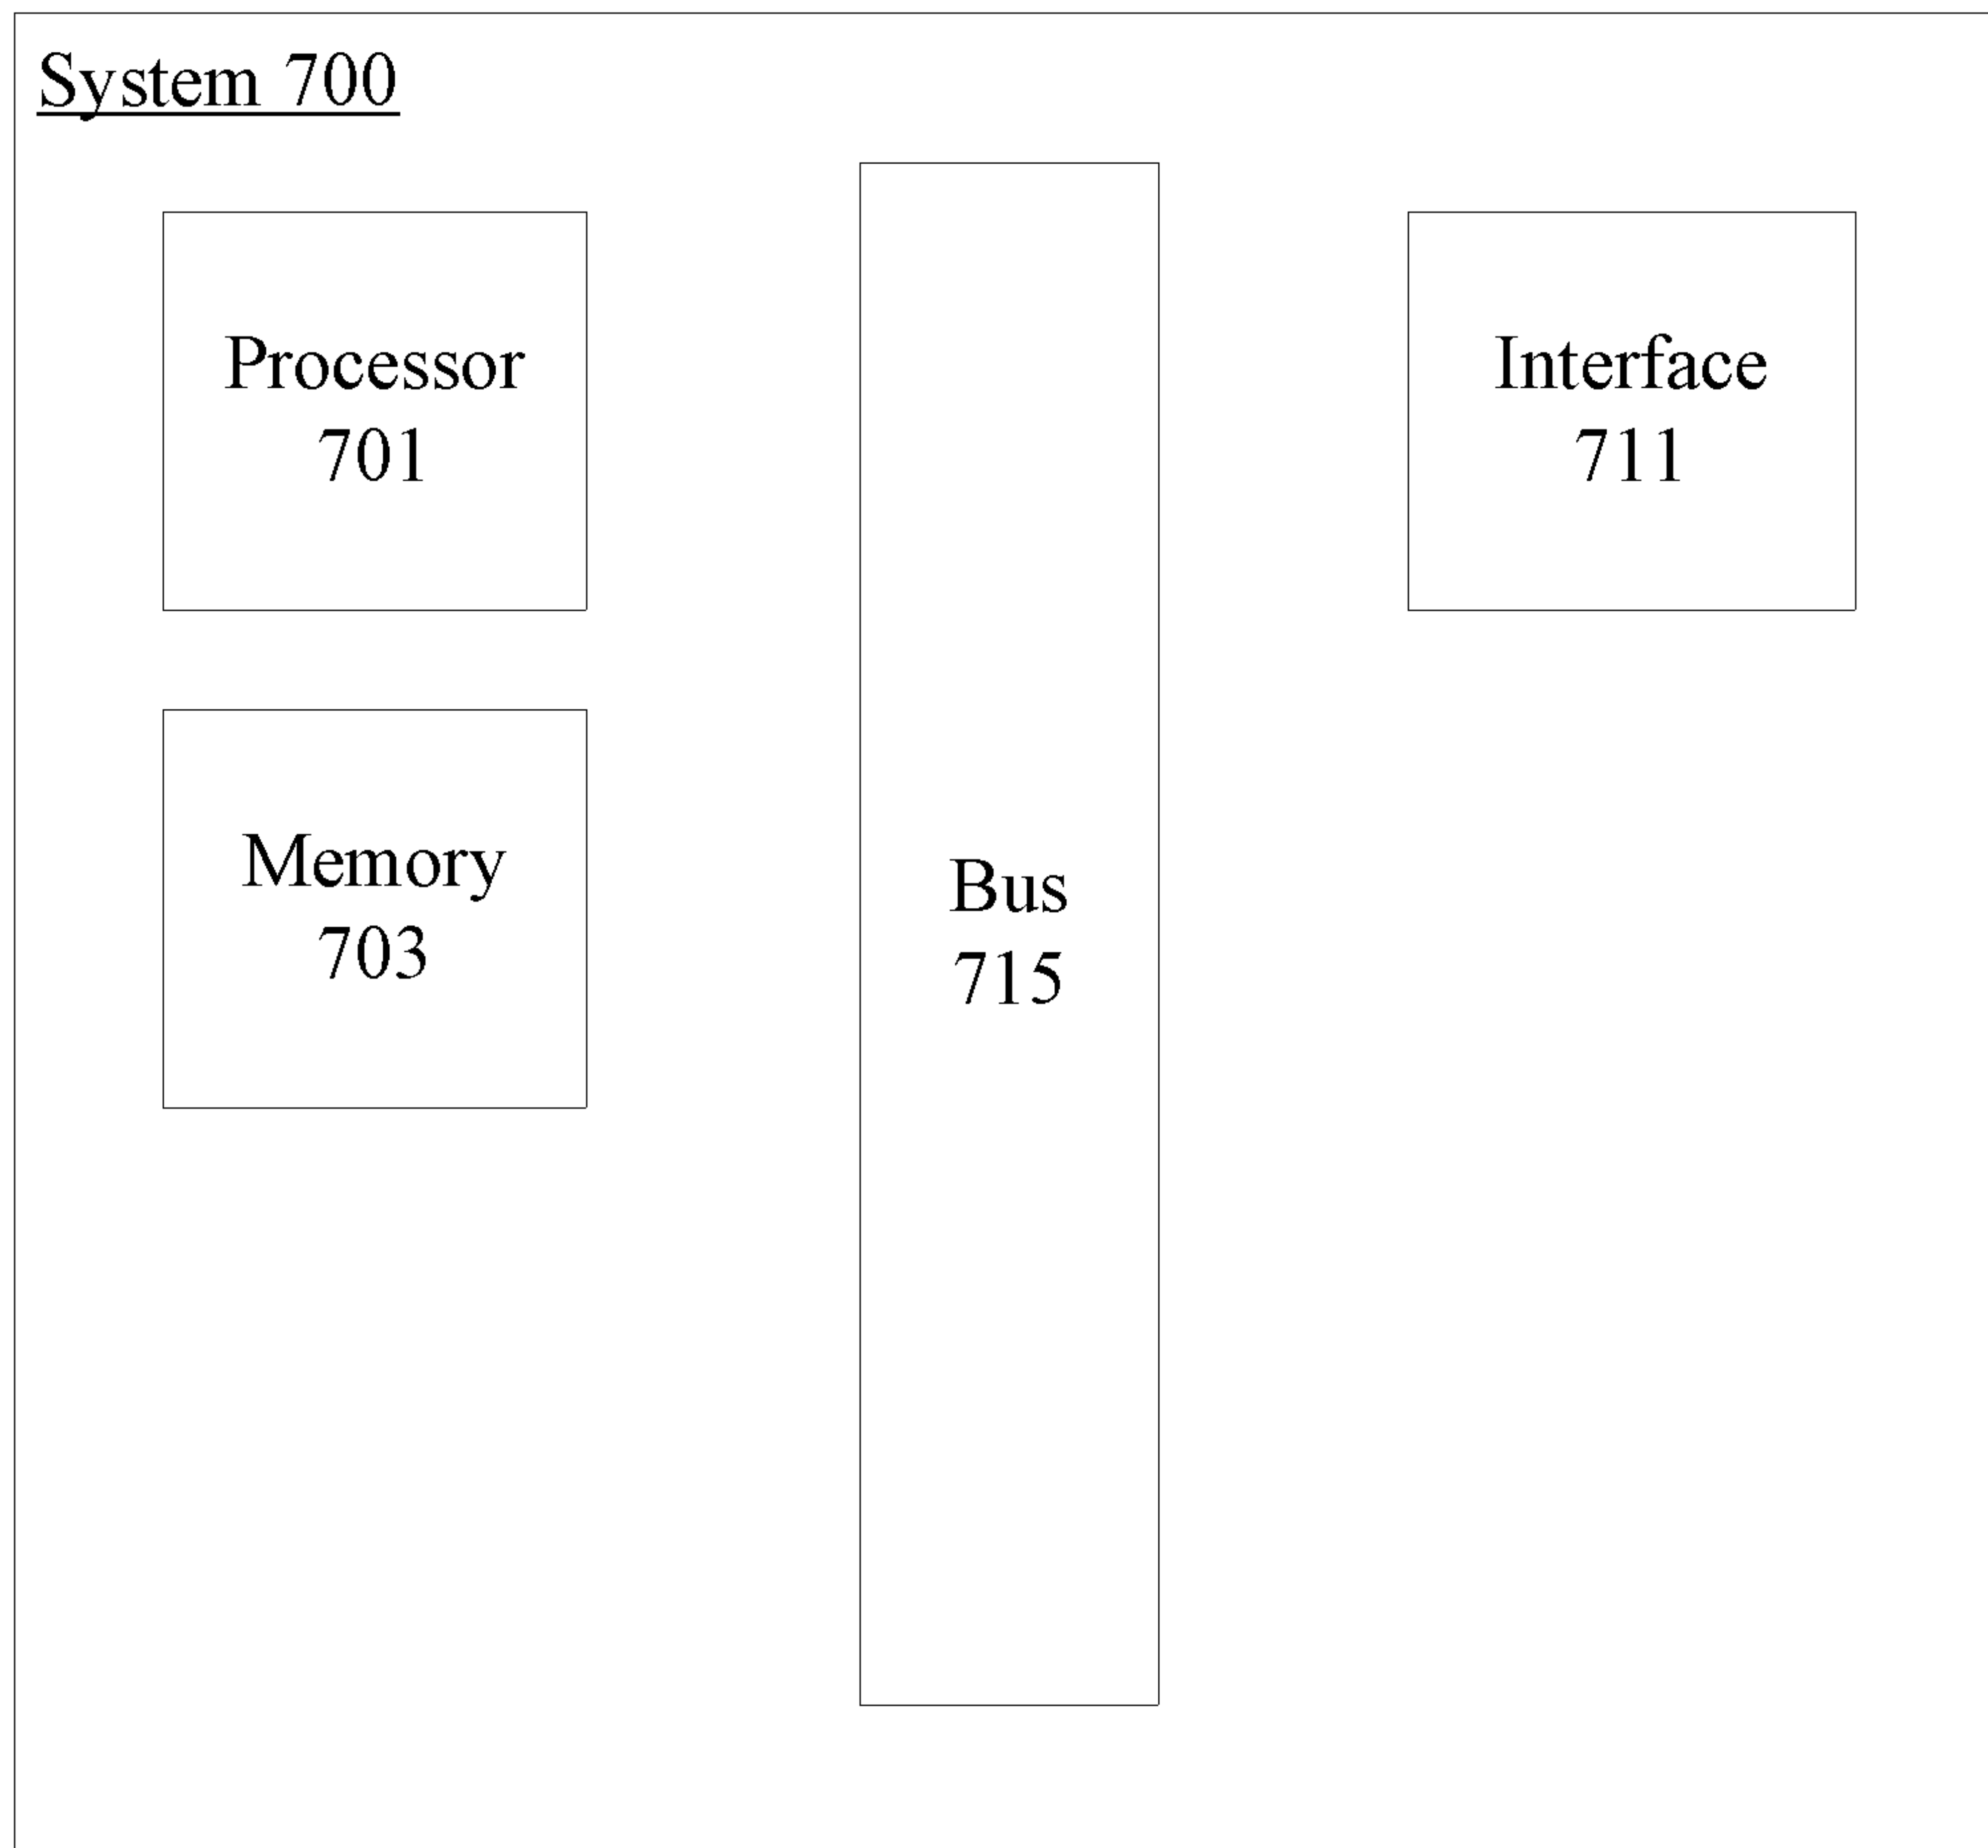 System 700
Processor
701
Interface
711
Memory
703
Bus
715